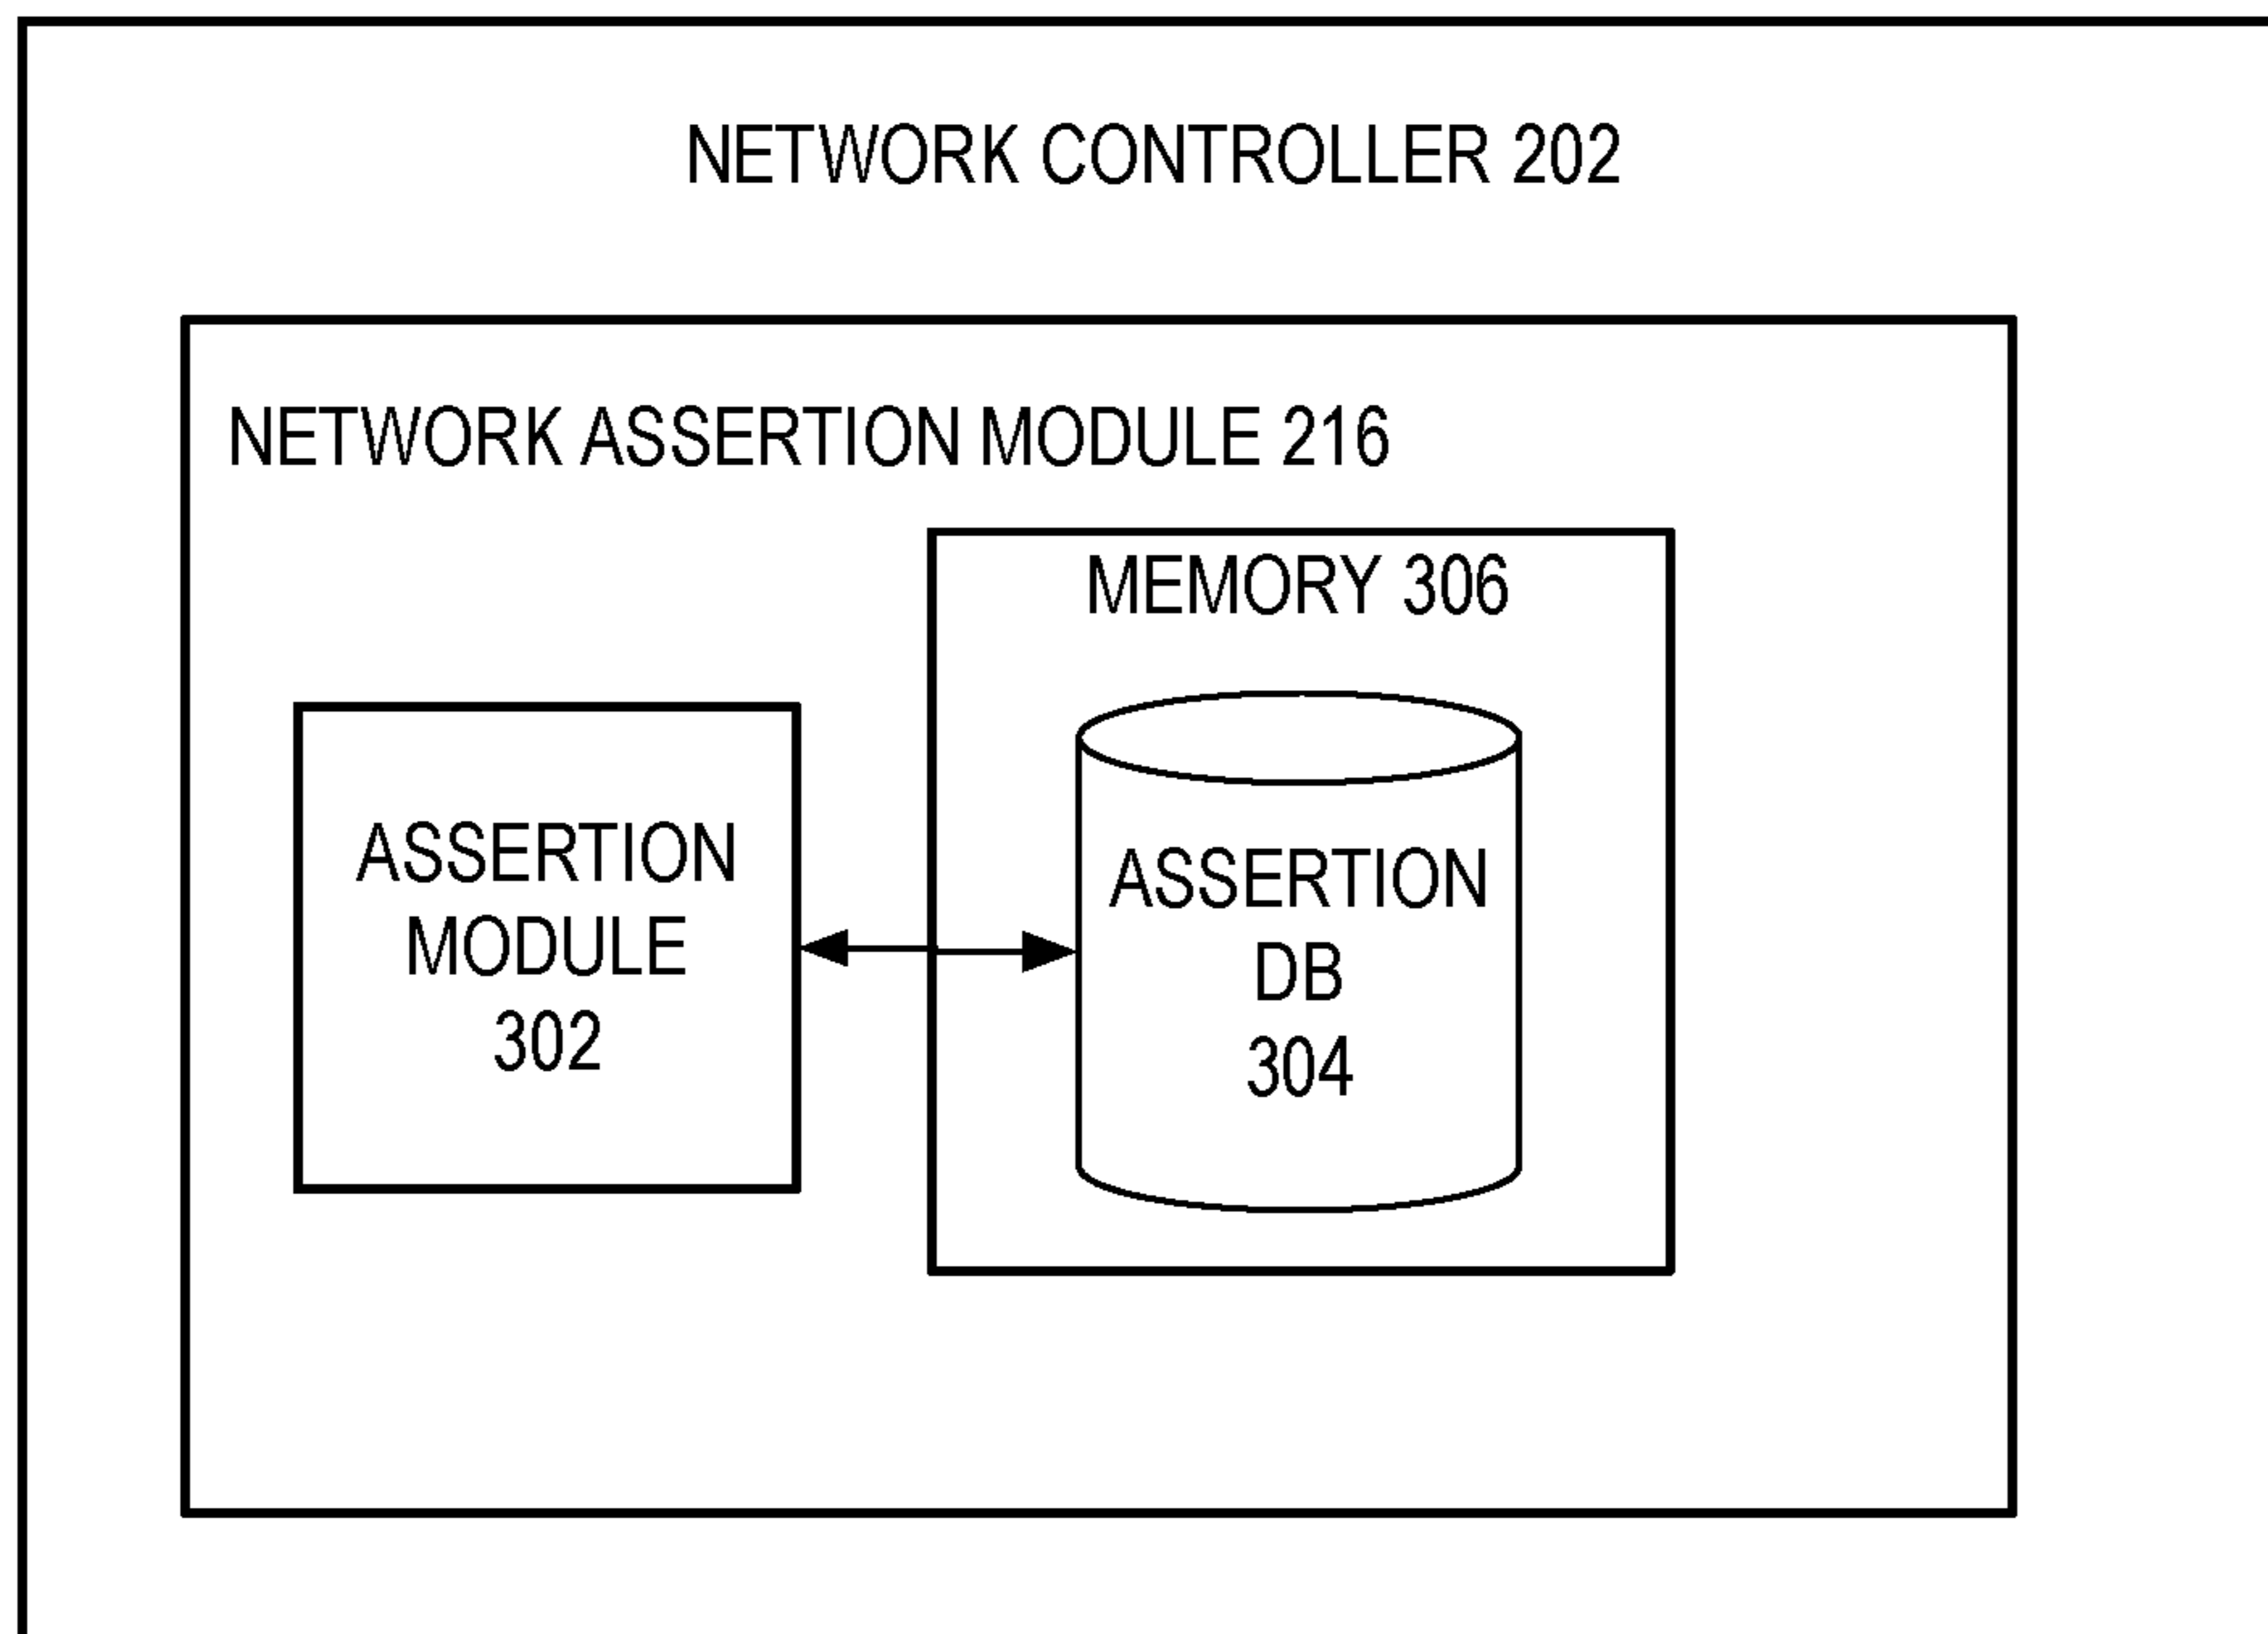 NETWORK CONTROLLER 202
NETWORK ASSERTION MODULE 216
MEMORY 306
ASSERTION
MODULE
302
ASSERTION
DB
304